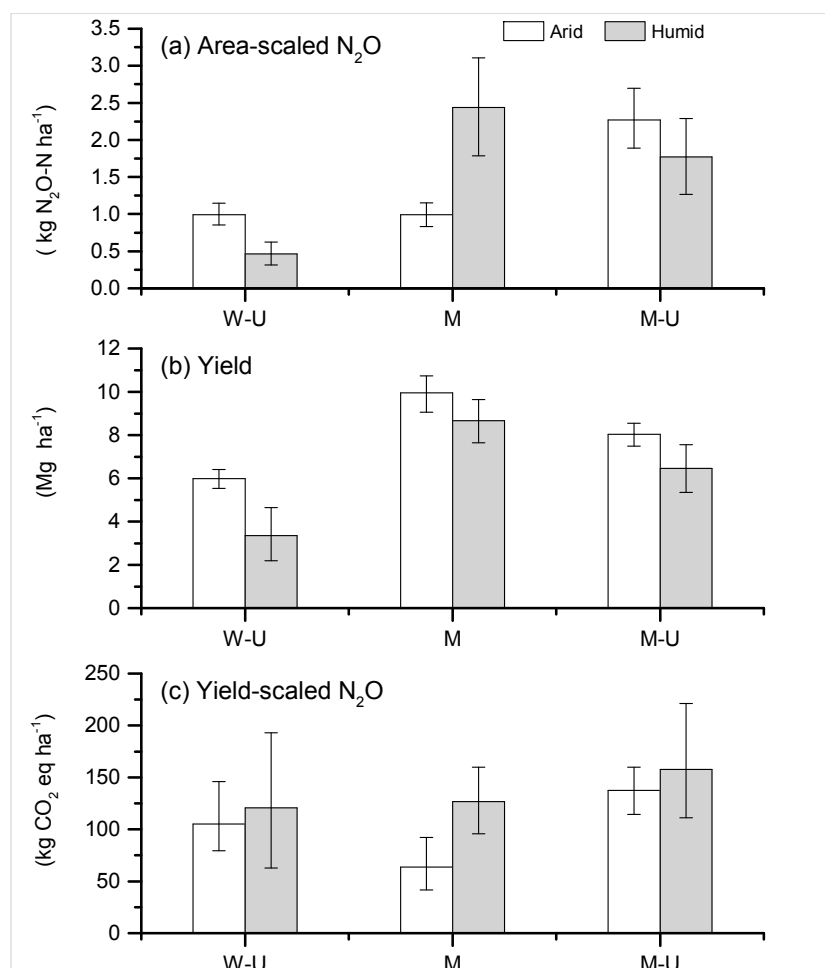 (a) Area-scaled N₂O
Arid
Humid
( kg N₂O-N ha⁻¹)
3.5
3.0
2.5
2.0
1.5
1.0
0.5
0.0
W-U
M
M-U
(b) Yield
(Mg ha⁻¹)
12
10
8
6
4
2
0
W-U
M
M-U
(c) Yield-scaled N₂O
(kg CO₂ eq ha⁻¹)
250
200
150
100
50
0
W-U
M
M-U